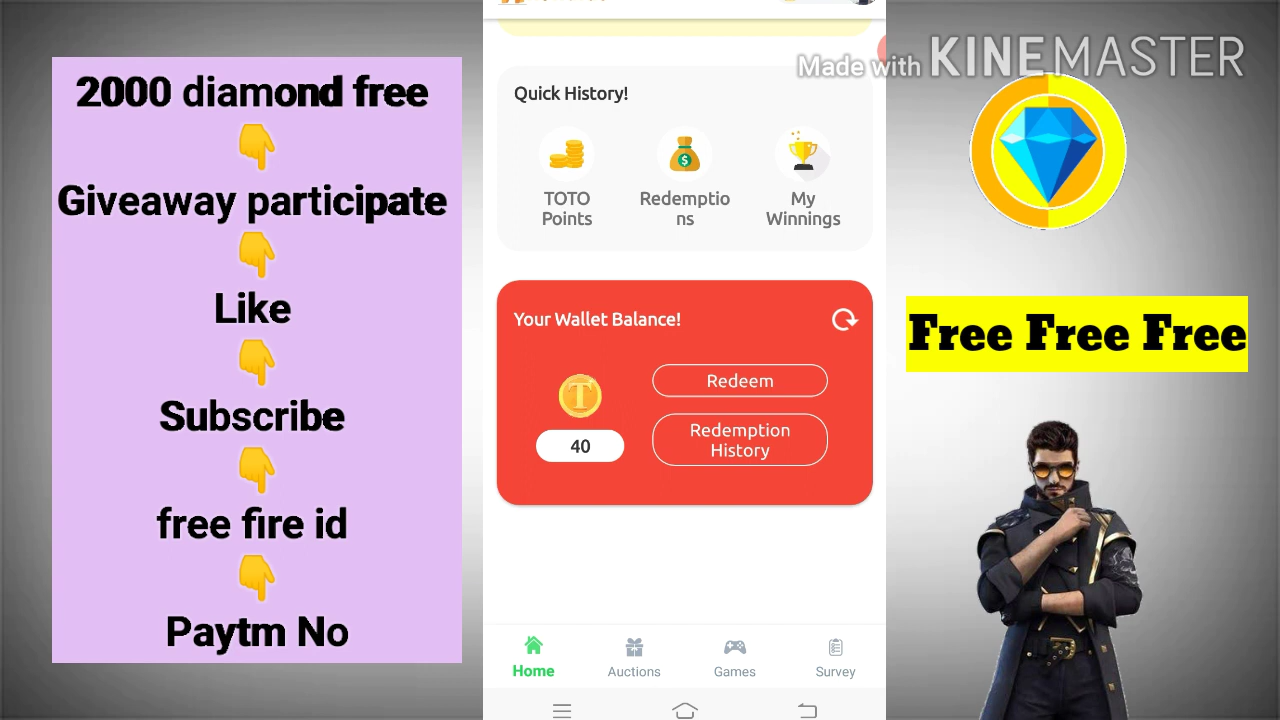 2000 diamond free
Giveaway participate
Like
Subscribe
free fire id
Paytm No
Quick History!
TOTO
Points
Redemptio
ns
My
Winnings
Your Wallet Balance!
T
40
Redeem
Redemption
History
Home
Auctions
Games
Survey
Made with KINEMASTER
Free Free Free